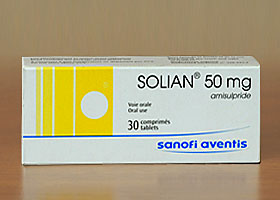 SOLIAN® 50 mg
amisulpride
Voie orale
Oral use
30 comprimés
tablets
sanofi aventis